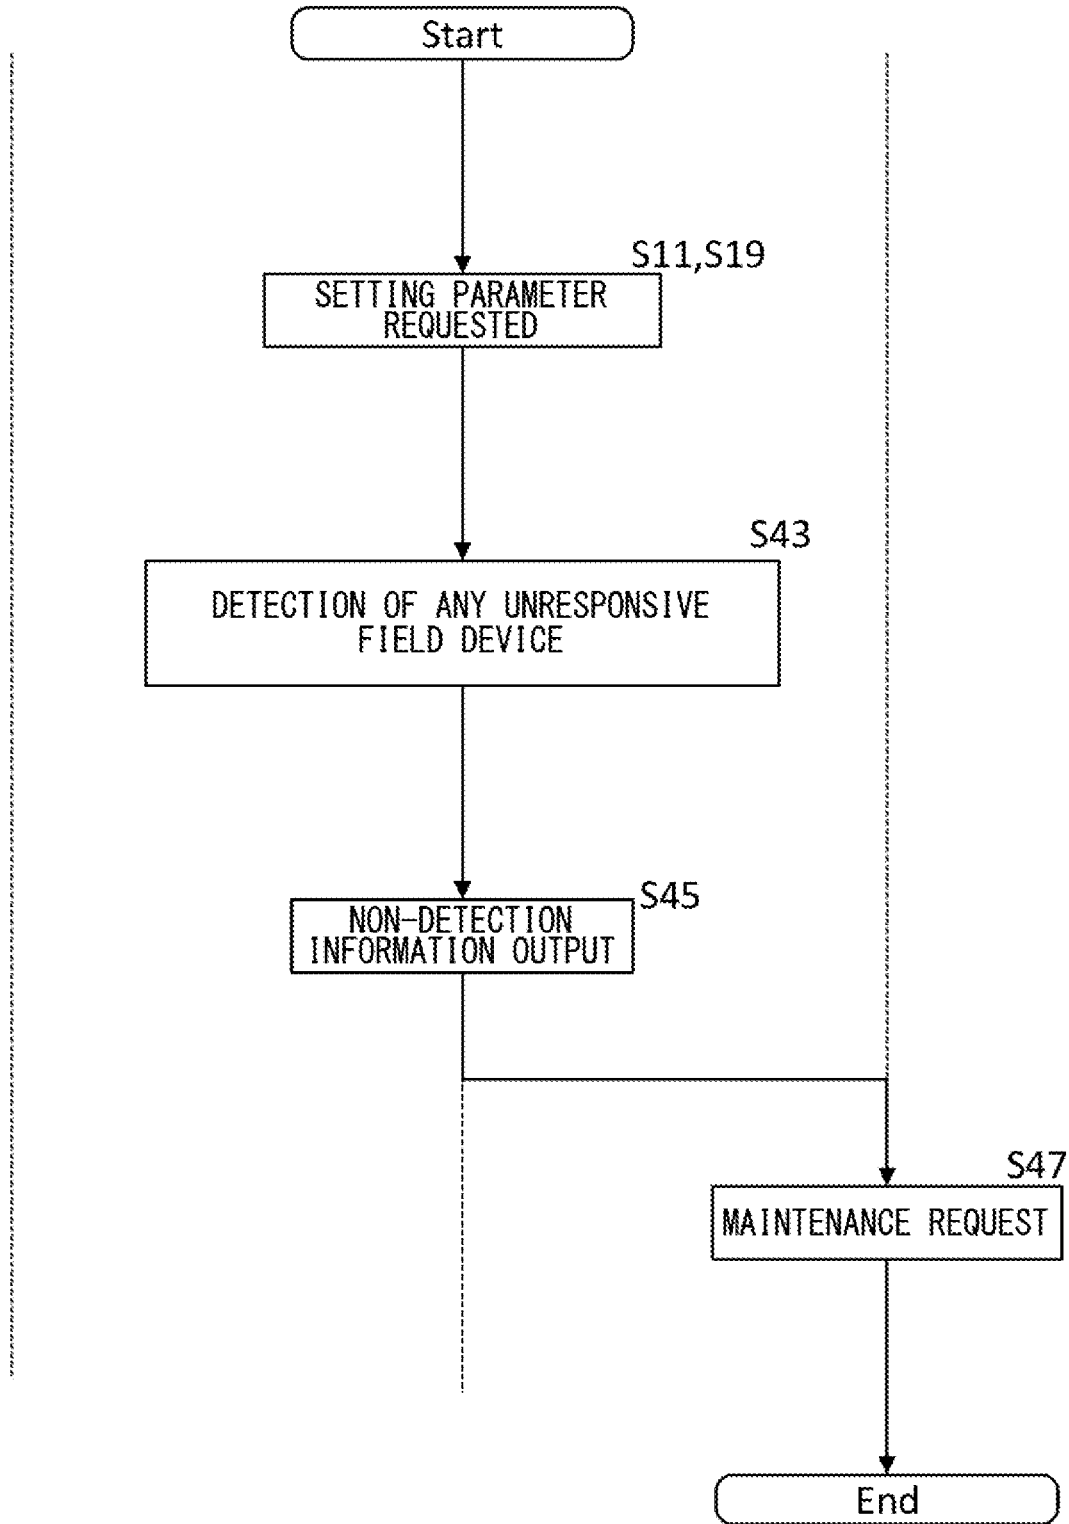 Start
S11,S19
SETTING PARAMETER
REQUESTED
S43
DETECTION OF ANY UNRESPONSIVE
FIELD DEVICE
S45
NON-DETECTION
INFORMATION OUTPUT
S47
MAINTENANCE REQUEST
End